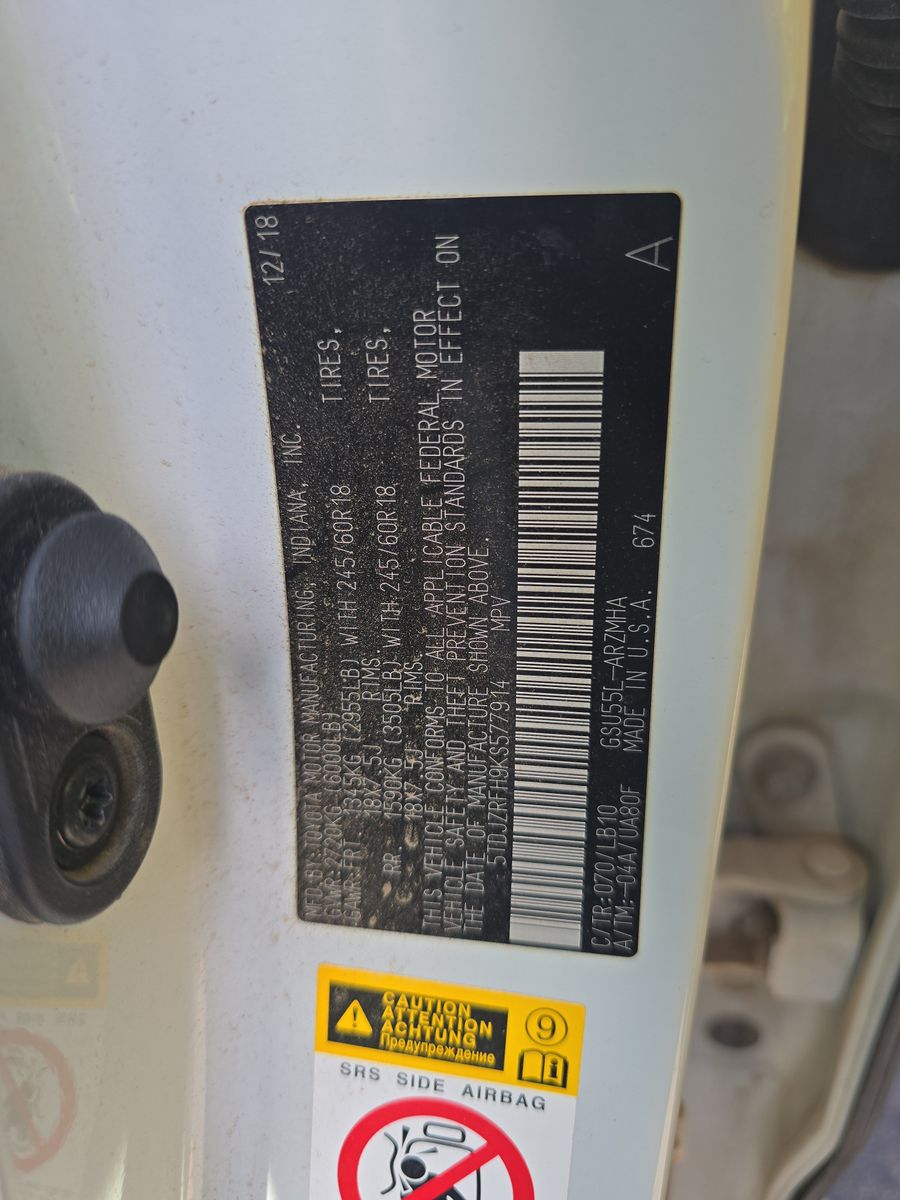 12/18
MFD. BY:TOYOTA MOTOR MANUFACTURING, INDIANA, INC.
GVWR 2720KG (6000LB)
GAWR FRT 1345KG (2955LB) WITH 245/60R18 TIRES,
18X7.5J RIMS
RR 1590KG (3505LB) WITH 245/60R18 TIRES,
18X7.5J RIMS.
THIS VEHICLE CONFORMS TO ALL APPLICABLE FEDERAL MOTOR
VEHICLE SAFETY AND THEFT PREVENTION STANDARDS IN EFFECT ON
THE DATE OF MANUFACTURE SHOWN ABOVE.
5TDJZRFH9KS577914 MPV
C/TR:070/LB10 GSU55L-ARZMHA
A/TM:-04A/UA80F MADE IN U.S.A. 674
A
CAUTION
ATTENTION
ACHTUNG
Предупреждение
9
i
SRS SIDE AIRBAG